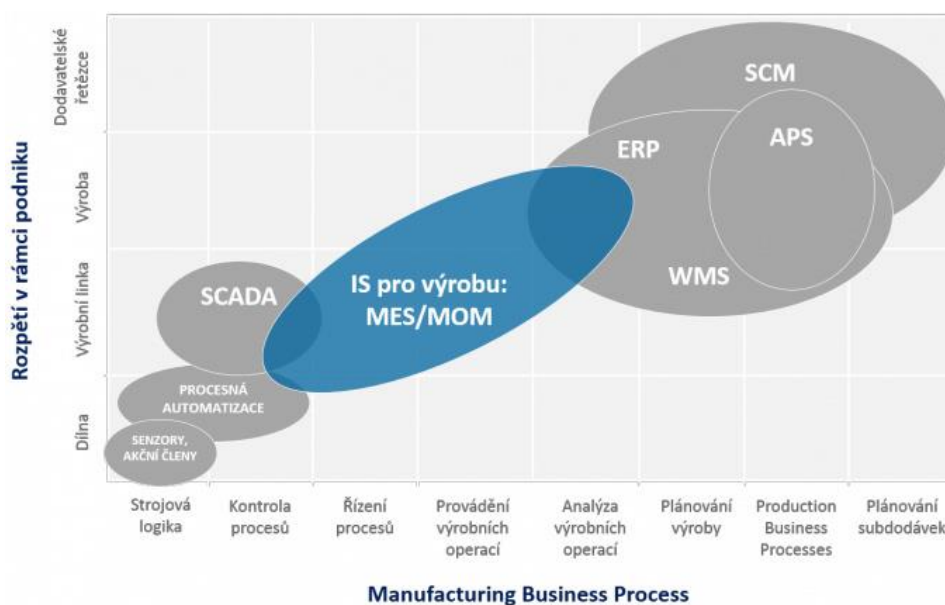 Rozpětí v rámci podniku
Dodavatelské
řetězce
Výroba
Výrobní linka
Dílna
SCM
APS
ERP
WMS
IS pro výrobu:
MES/MOM
SCADA
PROCESNÁ
AUTOMATIZACE
SENZORY,
AKČNÍ ČLENY
Strojová
logika
Kontrola
procesů
Řízení
procesů
Provádění
výrobních
operací
Analýza
výrobních
operací
Plánování
výroby
Production
Business
Processes
Plánování
subdodávek
Manufacturing Business Process